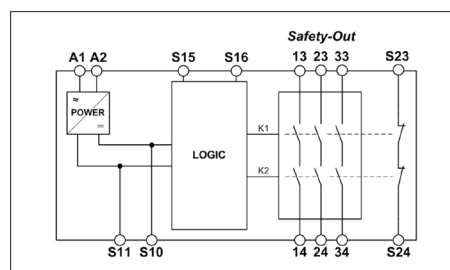 Safety-Out
A1 A2 S15 S16 13 23 33 S23
≈
POWER
LOGIC
K1
K2
S11 S10 14 24 34 S24